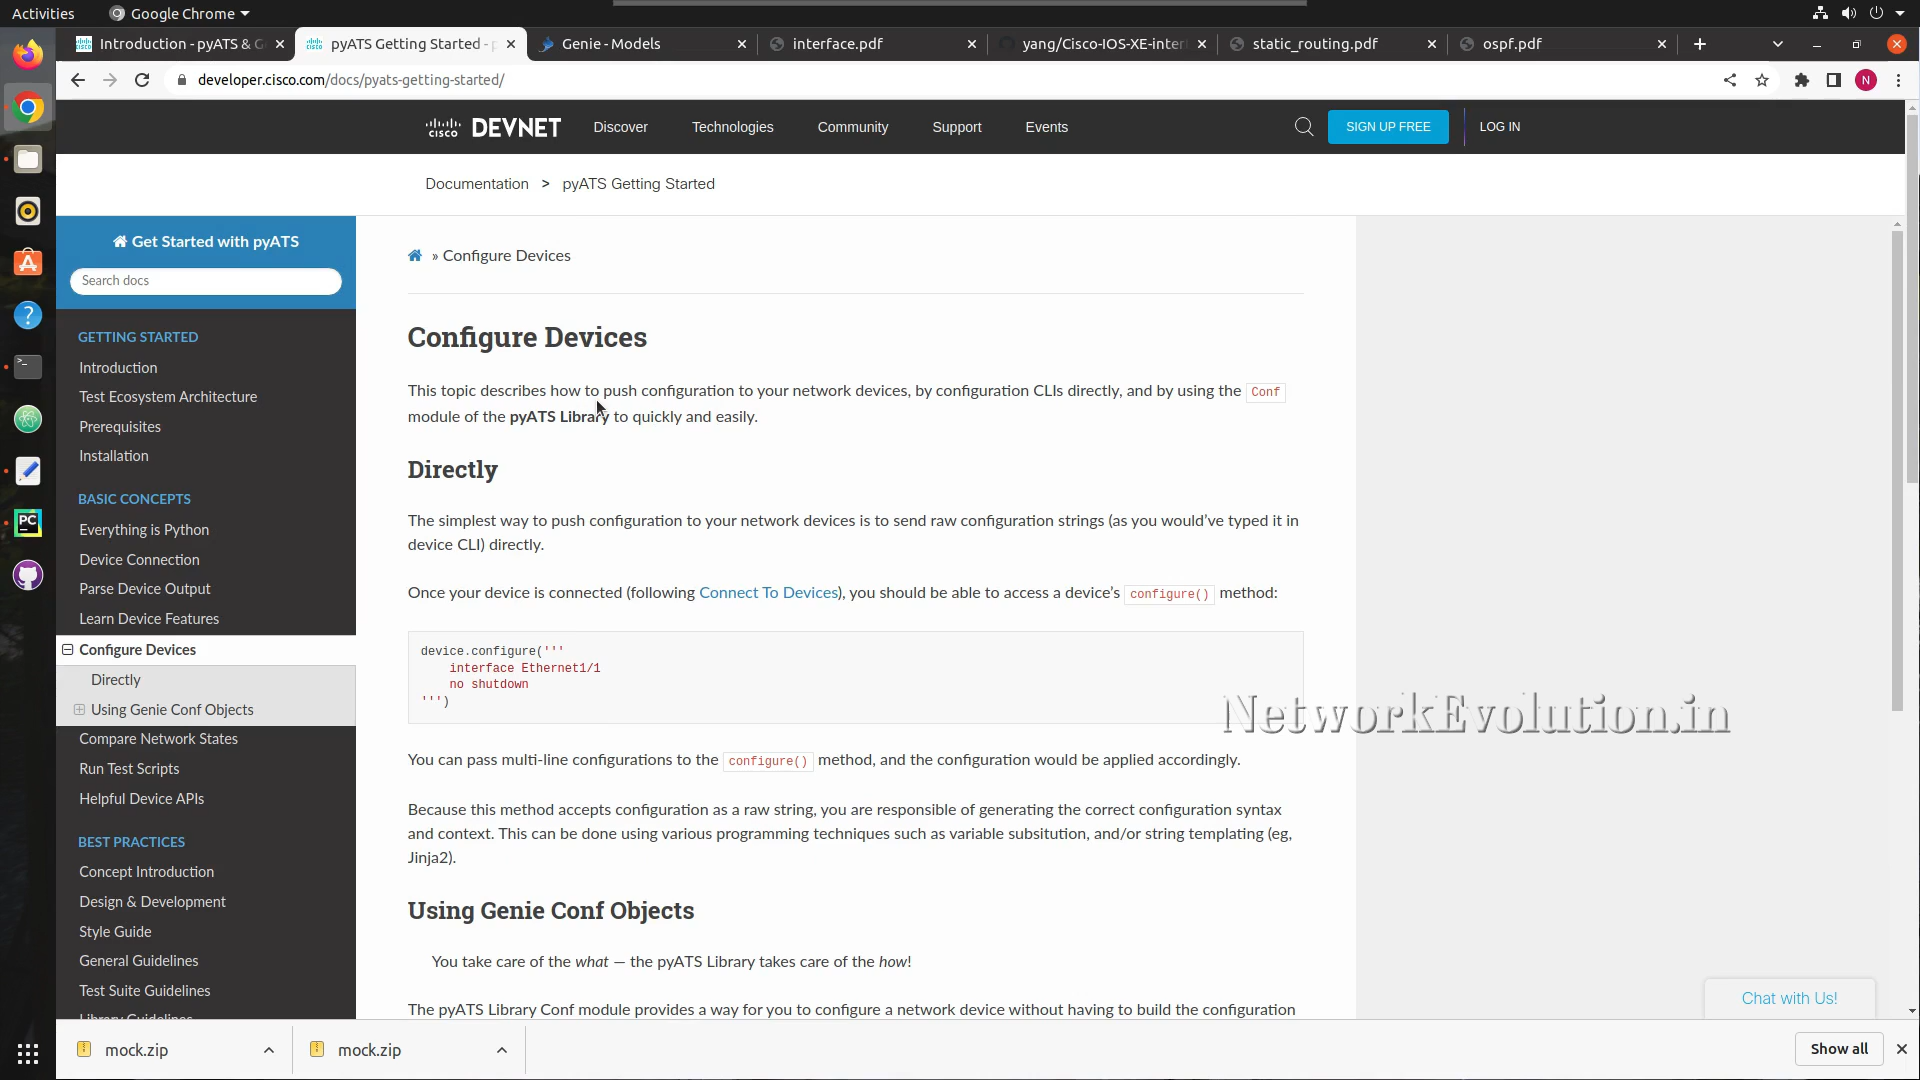 Activities
Google Chrome
Introduction - pyATS & G
pyATS Getting Started - p
Genie - Models
interface.pdf
yang/Cisco-IOS-XE-inter
static_routing.pdf
ospf.pdf
developer.cisco.com/docs/pyats-getting-started/
N
cisco DEVNET
Discover
Technologies
Community
Support
Events
SIGN UP FREE
LOG IN
Documentation > pyATS Getting Started
Get Started with pyATS
Search docs
GETTING STARTED
Introduction
Test Ecosystem Architecture
Prerequisites
Installation
BASIC CONCEPTS
Everything is Python
Device Connection
Parse Device Output
Learn Device Features
Configure Devices
Directly
Using Genie Conf Objects
Compare Network States
Run Test Scripts
Helpful Device APIs
BEST PRACTICES
Concept Introduction
Design & Development
Style Guide
General Guidelines
Test Suite Guidelines
Library Guidelines
» Configure Devices
Configure Devices
This topic describes how to push configuration to your network devices, by configuration CLIs directly, and by using the Conf
module of the pyATS Library to quickly and easily.
Directly
The simplest way to push configuration to your network devices is to send raw configuration strings (as you would've typed it in
device CLI) directly.
Once your device is connected (following Connect To Devices), you should be able to access a device's configure() method:
device.configure('''
interface Ethernet1/1
no shutdown
''')
NetworkEvolution.in
You can pass multi-line configurations to the configure() method, and the configuration would be applied accordingly.
Because this method accepts configuration as a raw string, you are responsible of generating the correct configuration syntax
and context. This can be done using various programming techniques such as variable subsitution, and/or string templating (eg,
Jinja2).
Using Genie Conf Objects
You take care of the what — the pyATS Library takes care of the how!
The pyATS Library Conf module provides a way for you to configure a network device without having to build the configuration
Chat with Us!
mock.zip
mock.zip
Show all
PC